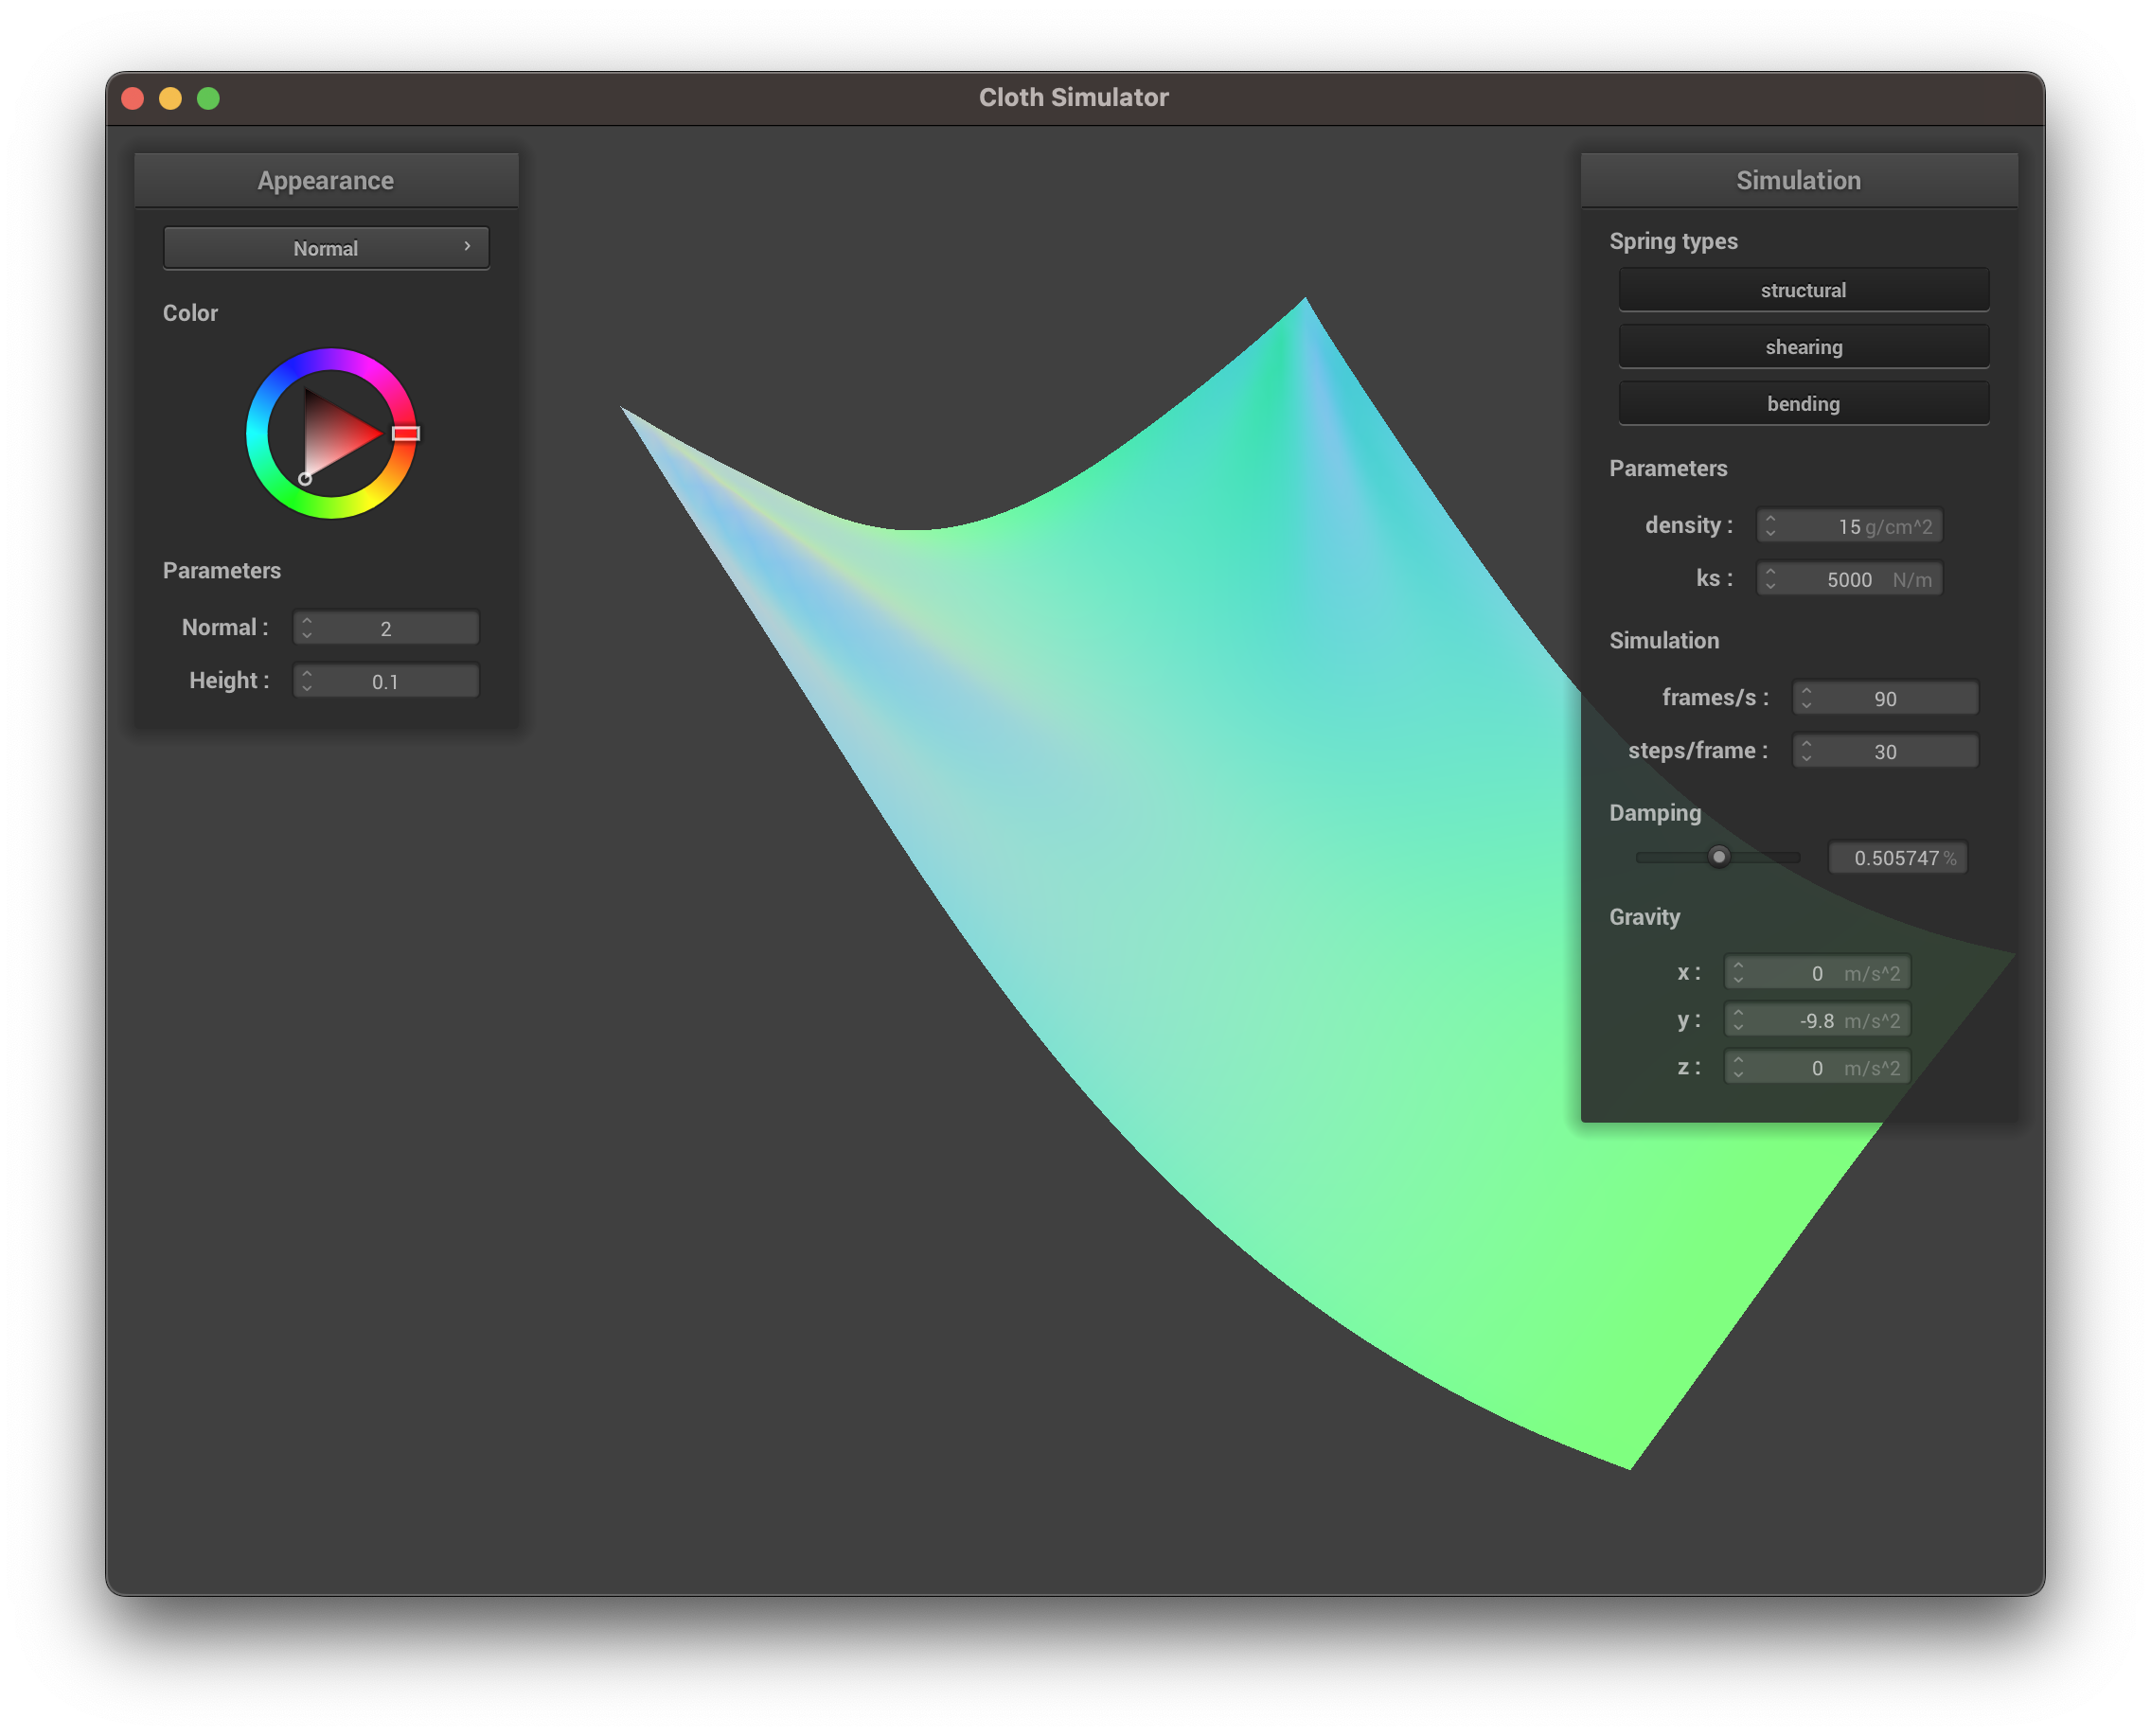 Cloth Simulator
Appearance
Normal
Color
Parameters
Normal : 2
Height : 0.1
Simulation
Spring types
structural
shearing
bending
Parameters
density : 15 g/cm^2
ks : 5000 N/m
Simulation
frames/s : 90
steps/frame : 30
Damping
0.505747 %
Gravity
x : 0 m/s^2
y : -9.8 m/s^2
z : 0 m/s^2